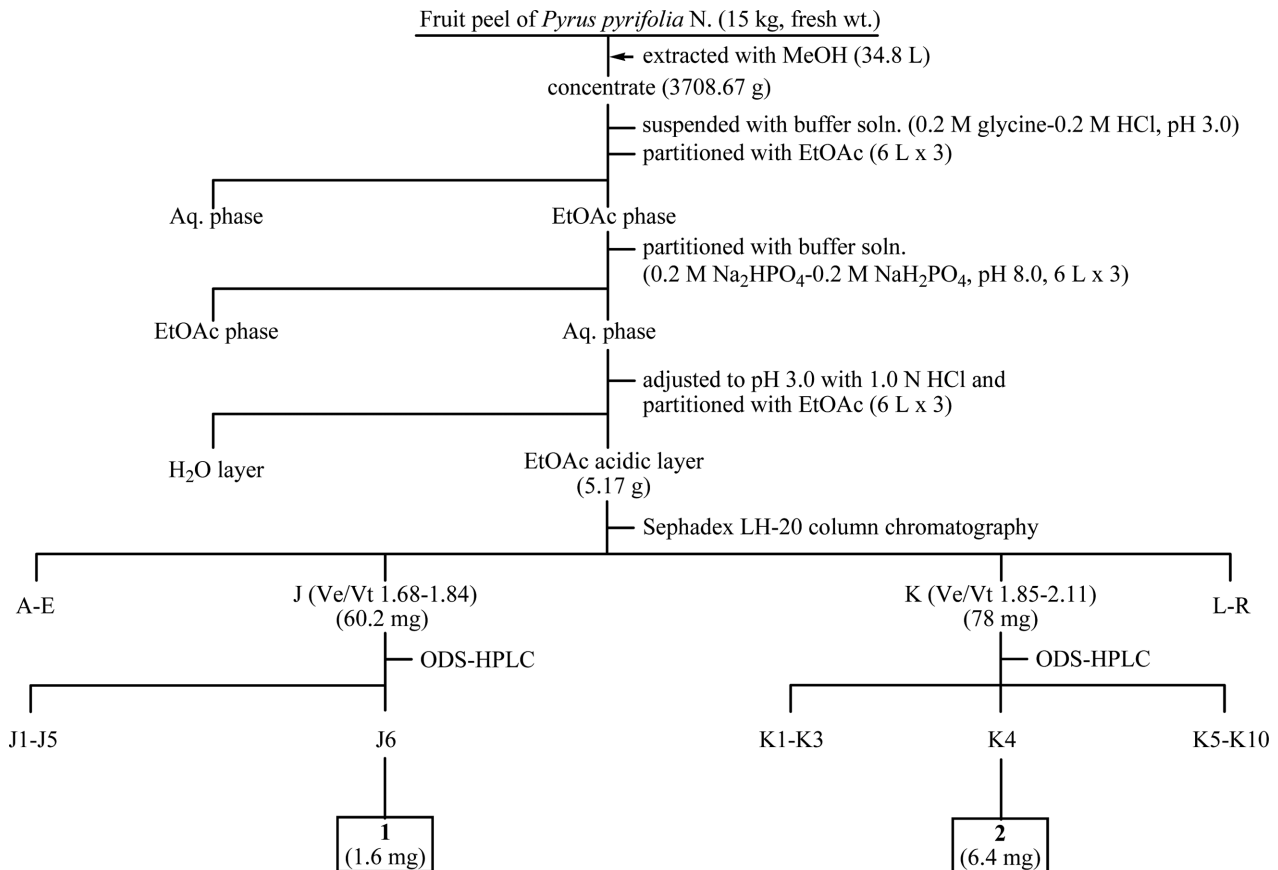 Fruit peel of Pyrus pyrifolia N. (15 kg, fresh wt.)
extracted with MeOH (34.8 L)
concentrate (3708.67 g)
suspended with buffer soln. (0.2 M glycine-0.2 M HCl, pH 3.0)
partitioned with EtOAc (6 L x 3)
Aq. phase
EtOAc phase
partitioned with buffer soln.
(0.2 M Na₂HPO₄-0.2 M NaH₂PO₄, pH 8.0, 6 L x 3)
EtOAc phase
Aq. phase
adjusted to pH 3.0 with 1.0 N HCl and
partitioned with EtOAc (6 L x 3)
H₂O layer
EtOAc acidic layer
(5.17 g)
Sephadex LH-20 column chromatography
A-E
J (Ve/Vt 1.68-1.84)
(60.2 mg)
K (Ve/Vt 1.85-2.11)
(78 mg)
L-R
ODS-HPLC
ODS-HPLC
J1-J5
J6
K1-K3
K4
K5-K10
1
(1.6 mg)
2
(6.4 mg)